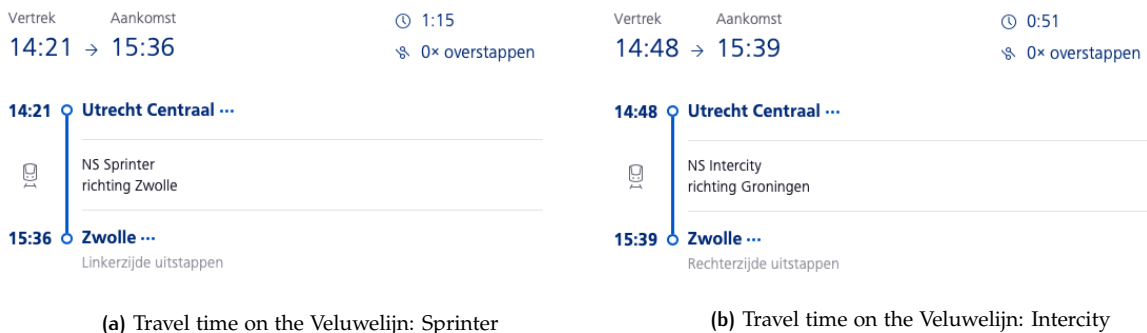 Vertrek Aankomst 1:15
14:21 → 15:36 0× overstappen
14:21 Utrecht Centraal ···
NS Sprinter
richting Zwolle
15:36 Zwolle ···
Linkerzijde uitstappen
(a) Travel time on the Veluwelijn: Sprinter
Vertrek Aankomst 0:51
14:48 → 15:39 0× overstappen
14:48 Utrecht Centraal ···
NS Intercity
richting Groningen
15:39 Zwolle ···
Rechterzijde uitstappen
(b) Travel time on the Veluwelijn: Intercity